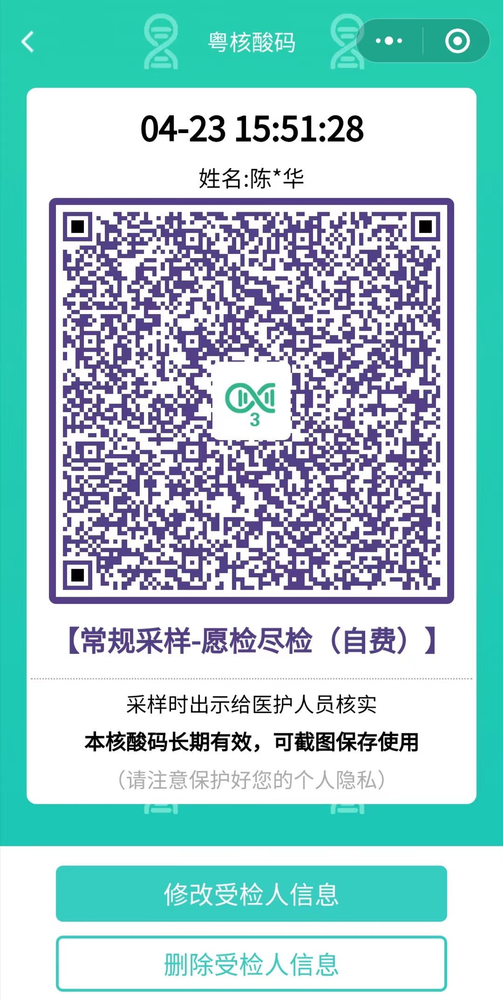 粤核酸码
04-23 15:51:28
姓名:陈*华
3
【常规采样-愿检尽检（自费）】
采样时出示给医护人员核实
本核酸码长期有效，可截图保存使用
（请注意保护好您的个人隐私）
修改受检人信息
删除受检人信息